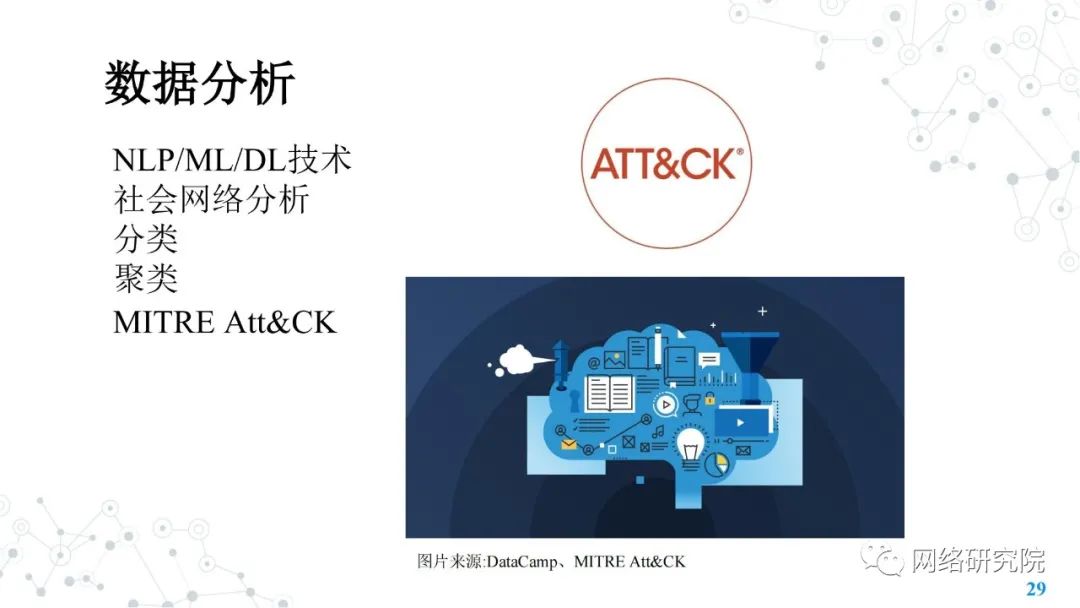 数据分析
NLP/ML/DL技术
社会网络分析
分类
聚类
MITRE Att&CK
ATT&CK®
图片来源:DataCamp、MITRE Att&CK
网络研究院
29